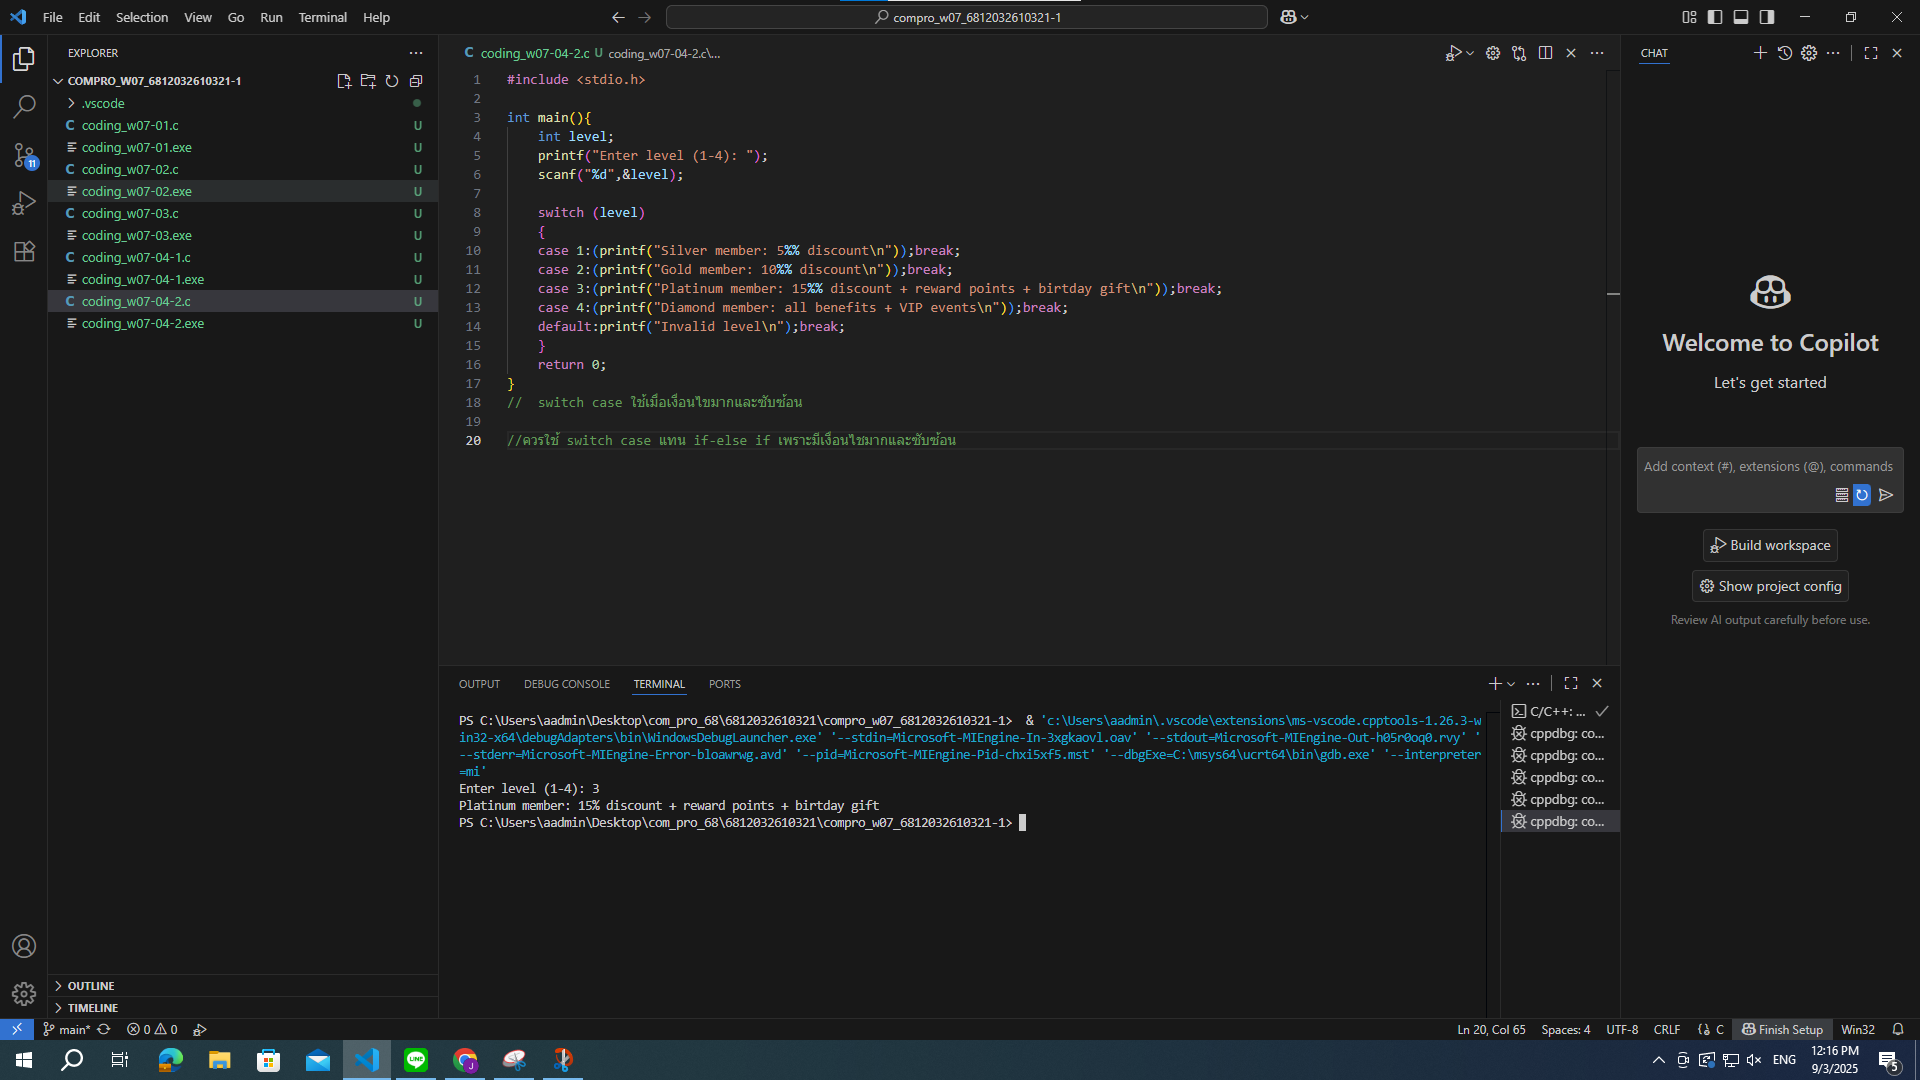 File Edit Selection View Go Run Terminal Help
compro_w07_6812032610321-1
EXPLORER
COMPRO_W07_6812032610321-1
.vscode
C coding_w07-01.c U
coding_w07-01.exe U
C coding_w07-02.c U
coding_w07-02.exe U
C coding_w07-03.c U
coding_w07-03.exe U
C coding_w07-04-1.c U
coding_w07-04-1.exe U
C coding_w07-04-2.c U
coding_w07-04-2.exe U
OUTLINE
TIMELINE
C coding_w07-04-2.c U coding_w07-04-2.c\...
1 #include <stdio.h>
2
3 int main(){
4 int level;
5 printf("Enter level (1-4): ");
6 scanf("%d",&level);
7
8 switch (level)
9 {
10 case 1:(printf("Silver member: 5%% discount\n"));break;
11 case 2:(printf("Gold member: 10%% discount\n"));break;
12 case 3:(printf("Platinum member: 15%% discount + reward points + birtday gift\n"));break;
13 case 4:(printf("Diamond member: all benefits + VIP events\n"));break;
14 default:printf("Invalid level\n");break;
15 }
16 return 0;
17 }
18 //  switch case ใช้เมื่อเงื่อนไขมากและซับซ้อน
19
20 //ควรใช้ switch case แทน if-else if เพราะมีเงื่อนไขมากและซับซ้อน
OUTPUT DEBUG CONSOLE TERMINAL PORTS
PS C:\Users\aadmin\Desktop\com_pro_68\6812032610321\compro_w07_6812032610321-1>  & 'c:\Users\aadmin\.vscode\extensions\ms-vscode.cpptools-1.26.3-w
in32-x64\debugAdapters\bin\WindowsDebugLauncher.exe' '--stdin=Microsoft-MIEngine-In-3xgkaovl.oav' '--stdout=Microsoft-MIEngine-Out-h05r0oq0.rvy' '
--stderr=Microsoft-MIEngine-Error-bloawrwg.avd' '--pid=Microsoft-MIEngine-Pid-chxi5xf5.mst' '--dbgExe=C:\msys64\ucrt64\bin\gdb.exe' '--interpreter
=mi'
Enter level (1-4): 3
Platinum member: 15% discount + reward points + birtday gift
PS C:\Users\aadmin\Desktop\com_pro_68\6812032610321\compro_w07_6812032610321-1>
C/C++: ...
cppdbg: co...
cppdbg: co...
cppdbg: co...
cppdbg: co...
cppdbg: co...
CHAT
Welcome to Copilot
Let's get started
Add context (#), extensions (@), commands
Build workspace
Show project config
Review AI output carefully before use.
11
main* 0 0
Ln 20, Col 65 Spaces: 4 UTF-8 CRLF C Finish Setup Win32
ENG
12:16 PM
9/3/2025
5